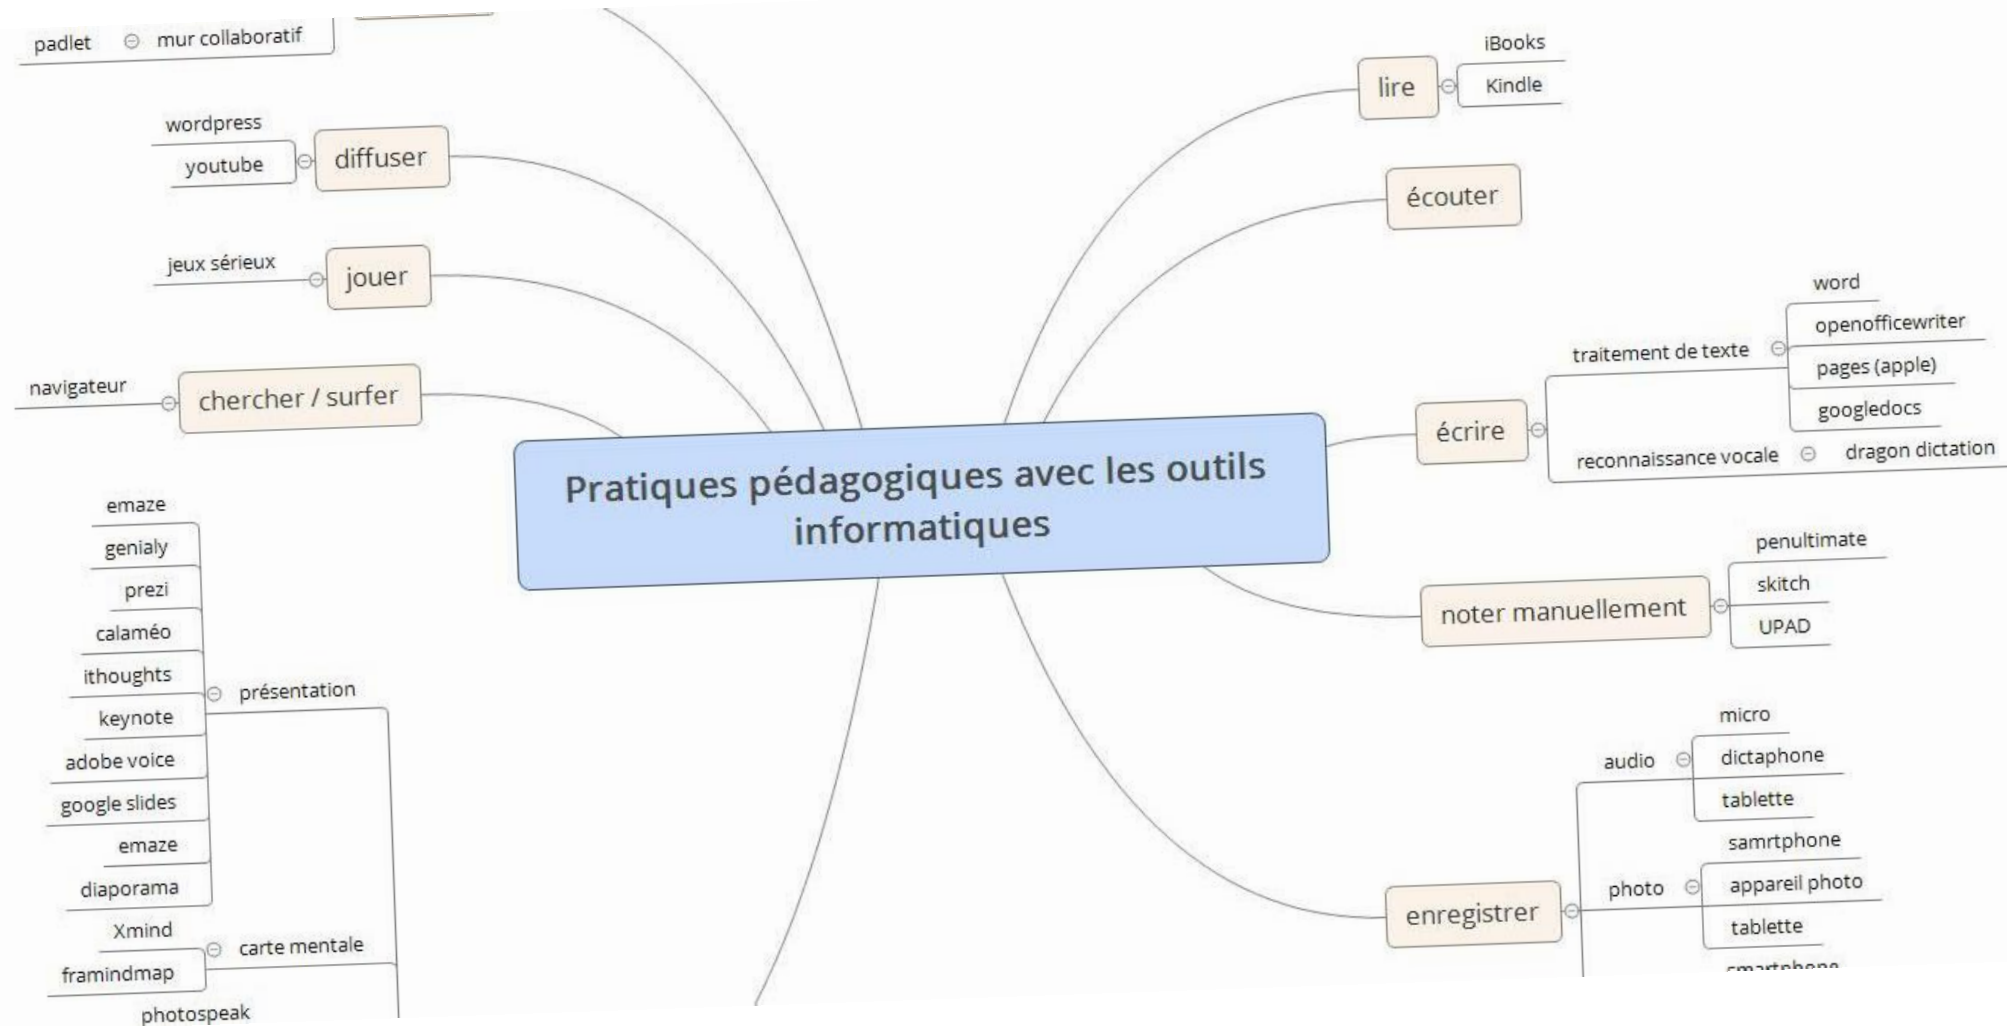 padlet
mur collaboratif
wordpress
youtube
diffuser
jeux sérieux
jouer
navigateur
chercher / surfer
Pratiques pédagogiques avec les outils
informatiques
emaze
genialy
prezi
calaméo
ithoughts
keynote
adobe voice
google slides
emaze
diaporama
présentation
Xmind
framindmap
carte mentale
photospeak
lire
iBooks
Kindle
écouter
écrire
traitement de texte
word
openofficewriter
pages (apple)
googledocs
reconnaissance vocale
dragon dictation
noter manuellement
penultimate
skitch
UPAD
enregistrer
audio
micro
dictaphone
tablette
photo
samrtphone
appareil photo
tablette
smartphone